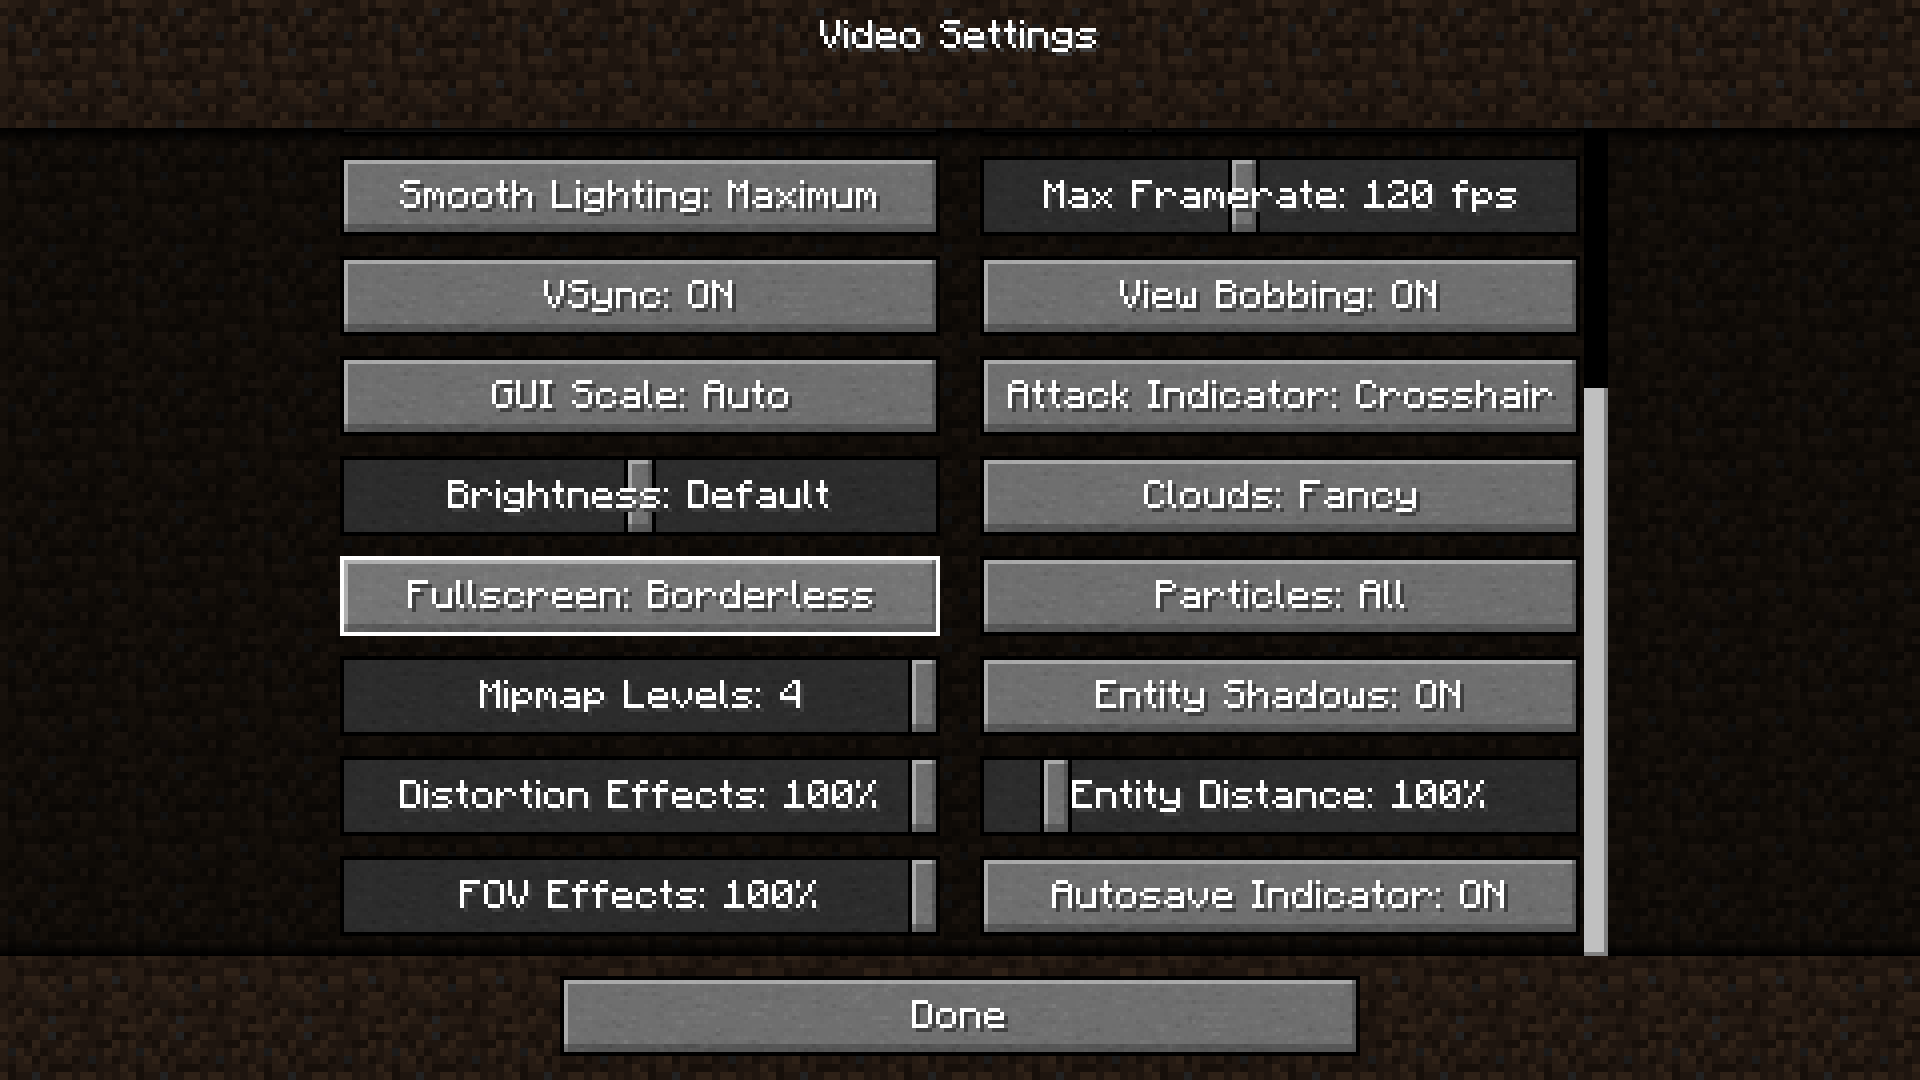 Video Settings
Smooth Lighting: Maximum
Max Framerate: 120 fps
VSync: ON
View Bobbing: ON
GUI Scale: Auto
Attack Indicator: Crosshair
Brightness: Default
Clouds: Fancy
Fullscreen: Borderless
Particles: All
Mipmap Levels: 4
Entity Shadows: ON
Distortion Effects: 100%
Entity Distance: 100%
FOV Effects: 100%
Autosave Indicator: ON
Done